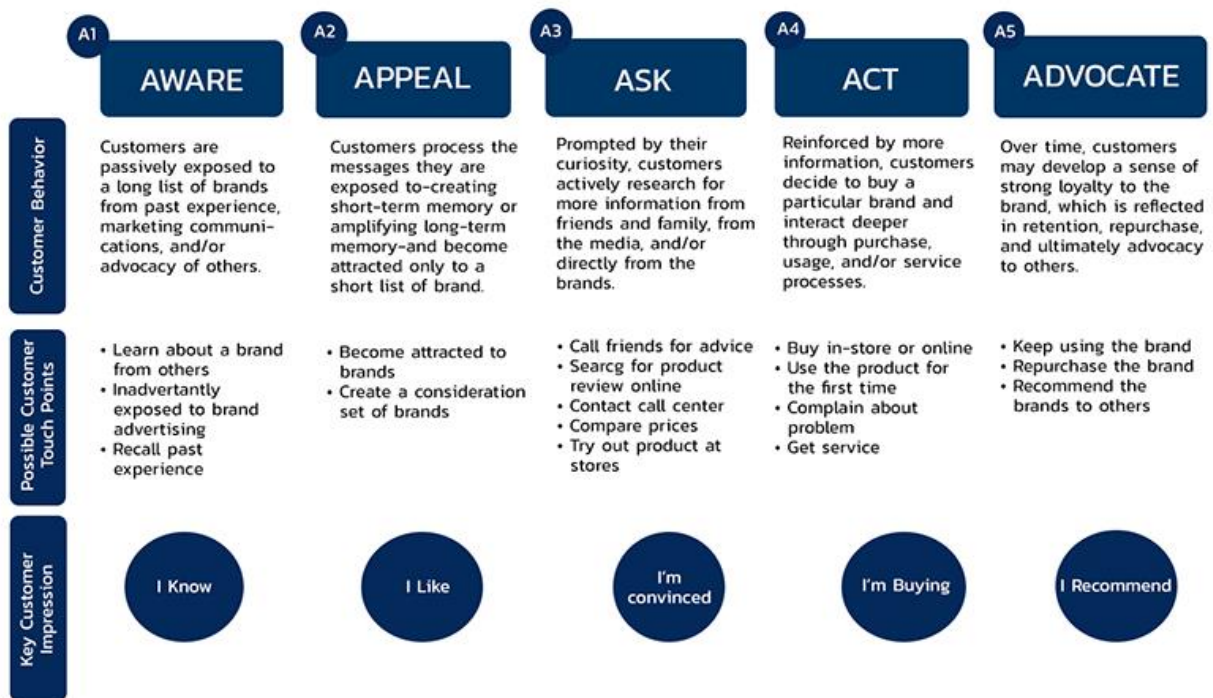 A1
AWARE
A2
APPEAL
A3
ASK
A4
ACT
A5
ADVOCATE
Customer Behavior
Customers are
passively exposed to
a long list of brands
from past experience,
marketing communi-
cations, and/or
advocacy of others.
Customers process the
messages they are
exposed to-creating
short-term memory or
amplifying long-term
memory-and become
attracted only to a
short list of brand.
Prompted by their
curiosity, customers
actively research for
more information from
friends and family, from
the media, and/or
directly from the
brands.
Reinforced by more
information, customers
decide to buy a
particular brand and
interact deeper
through purchase,
usage, and/or service
processes.
Over time, customers
may develop a sense of
strong loyalty to the
brand, which is reflected
in retention, repurchase,
and ultimately advocacy
to others.
Possible Customer
Touch Points
• Learn about a brand
from others
• Inadvertantly
exposed to brand
advertising
• Recall past
experience
• Become attracted to
brands
• Create a consideration
set of brands
• Call friends for advice
• Searcg for product
review online
• Contact call center
• Compare prices
• Try out product at
stores
• Buy in-store or online
• Use the product for
the first time
• Complain about
problem
• Get service
• Keep using the brand
• Repurchase the brand
• Recommend the
brands to others
Key Customer
Impression
I Know
I Like
I'm
convinced
I'm Buying
I Recommend